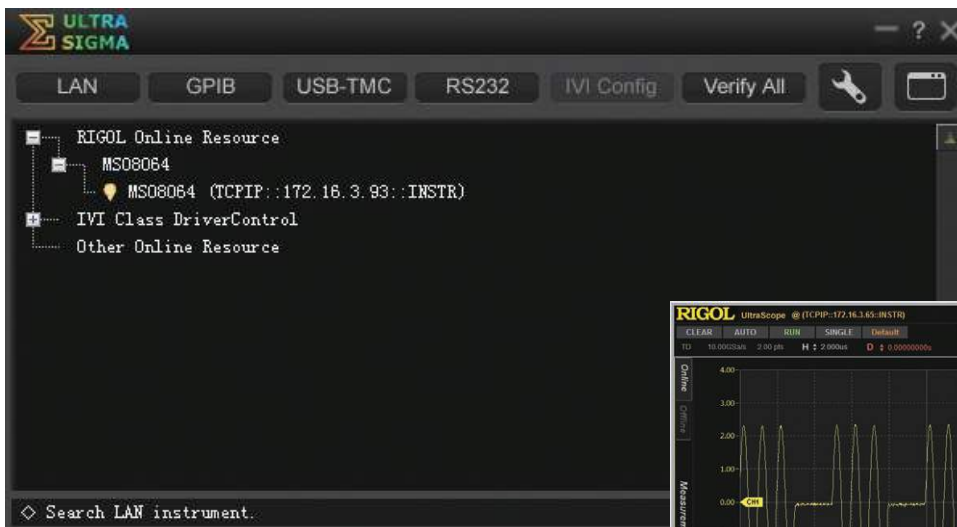 ULTRA
SIGMA
? 
LAN GPIB USB-TMC RS232 IVI Config Verify All
RIGOL Online Resource
MSO8064
MSO8064 (TCPIP::172.16.3.93::INSTR)
IVI Class DriverControl
Other Online Resource
Search LAN instrument.
RIGOL UltraScope @ (TCPIP::172.16.3.65::INSTR)
CLEAR AUTO RUN SINGLE Default
2.00 pts H 2.000us D 0.00000000s
Online
Offline
4.00
3.00
2.00
1.00
0.00 CH1